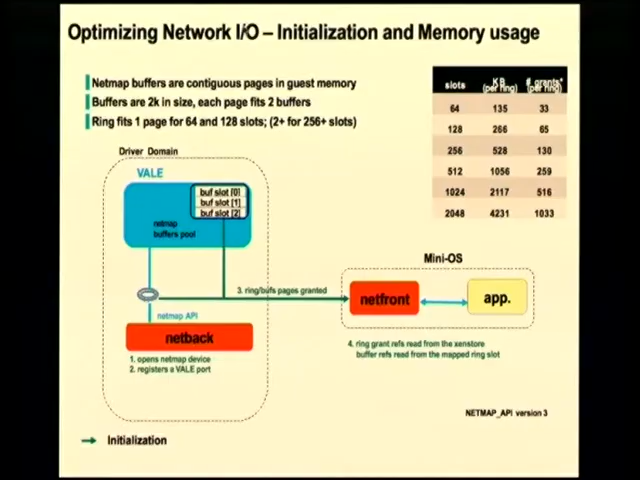 Optimizing Network I/O – Initialization and Memory usage
Netmap buffers are contiguous pages in guest memory
Buffers are 2k in size, each page fits 2 buffers
Ring fits 1 page for 64 and 128 slots; (2+ for 256+ slots)
slots KB (per ring) # grants* (per ring)
64 135 33
128 266 65
256 528 130
512 1056 259
1024 2117 516
2048 4231 1033
Driver Domain
VALE
buf slot [0]
buf slot [1]
buf slot [2]
netmap
buffers pool
Mini-OS
3. ring/bufs pages granted
netfront
app.
netmap API
netback
1. opens netmap device
2. registers a VALE port
4. ring grant refs read from the xenstore
buffer refs read from the mapped ring slot
NETMAP_API version 3
Initialization